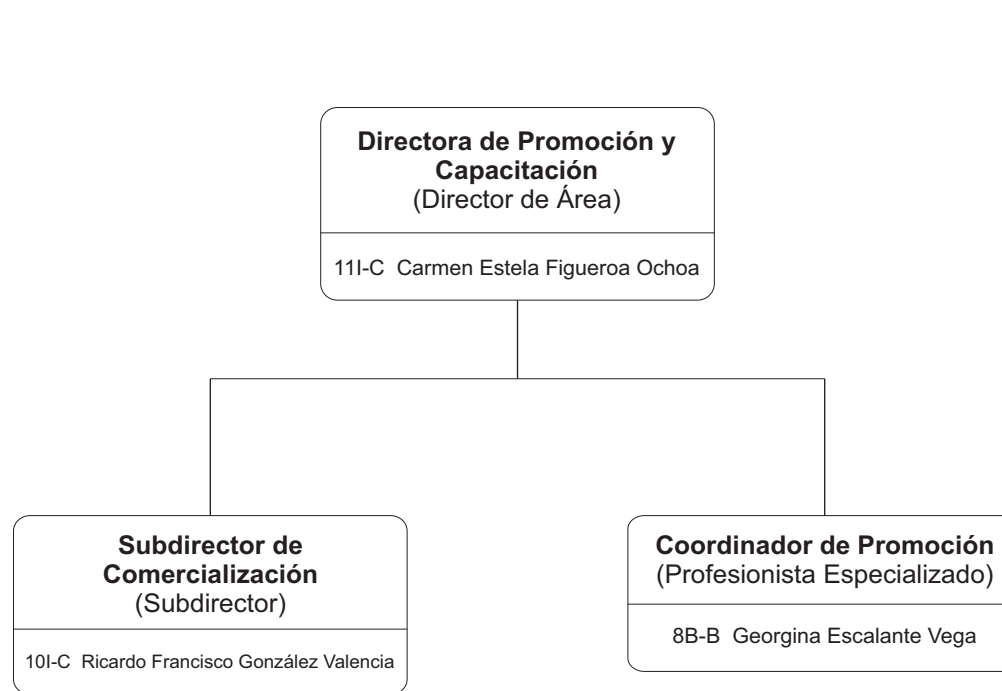 Directora de Promoción y
Capacitación
(Director de Área)
11I-C Carmen Estela Figueroa Ochoa
Subdirector de
Comercialización
(Subdirector)
10I-C Ricardo Francisco González Valencia
Coordinador de Promoción
(Profesionista Especializado)
8B-B Georgina Escalante Vega